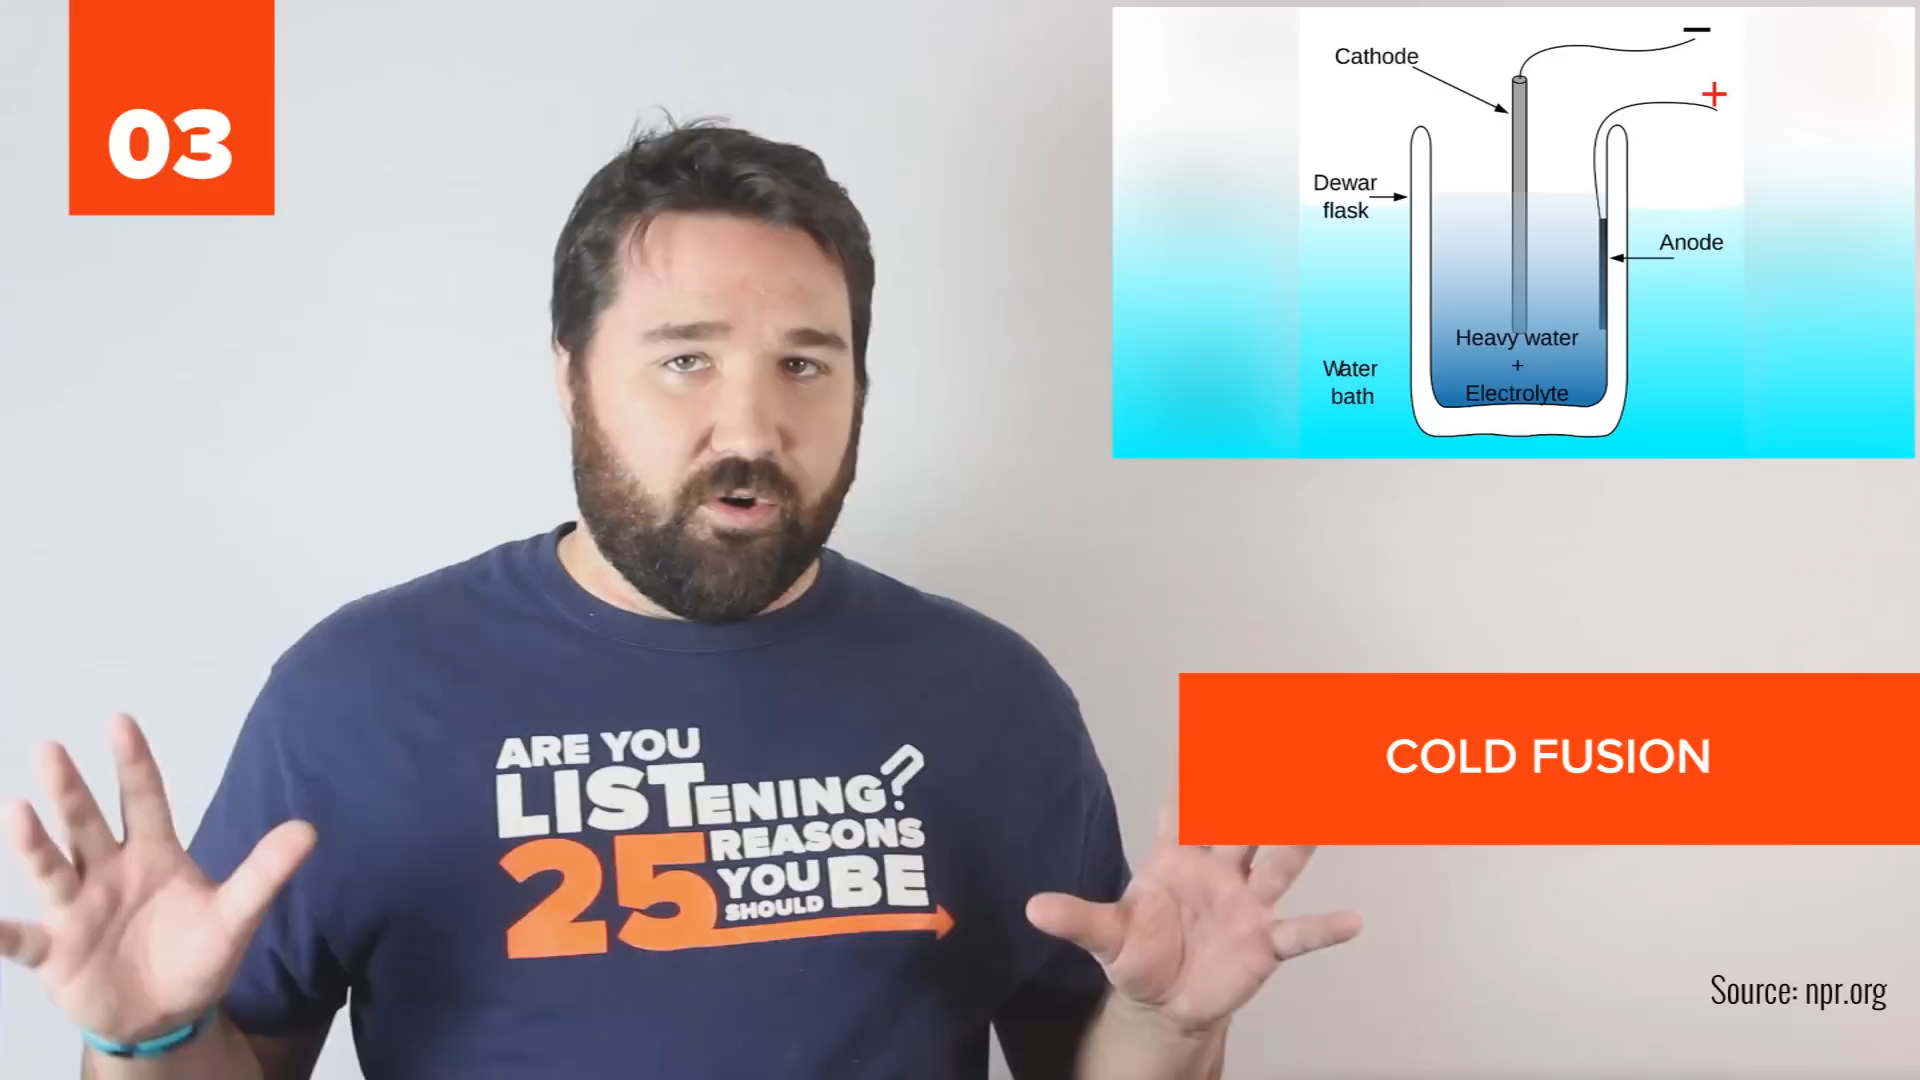 03
Cathode
−
+
Dewar
flask
Anode
Heavy water
+
Electrolyte
Water
bath
ARE YOU
LISTENING?
25 REASONS
YOU
SHOULD BE
COLD FUSION
Source: npr.org